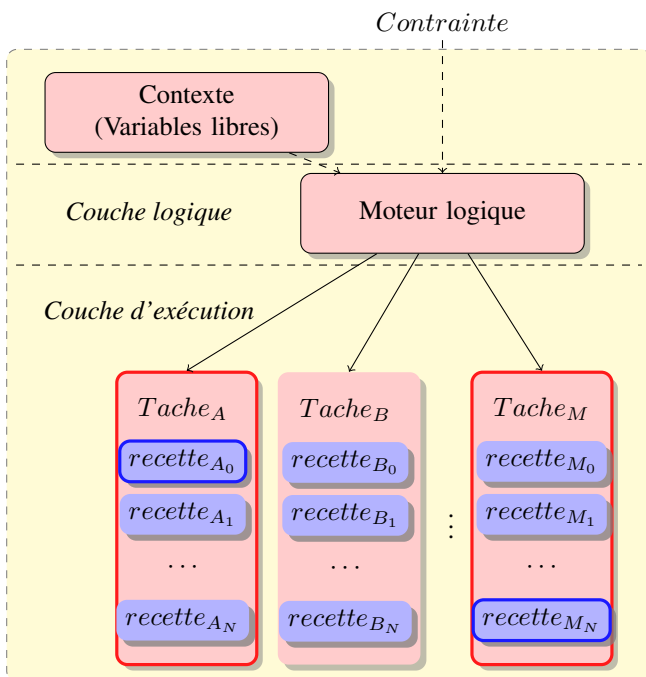 Contrainte
Contexte
(Variables libres)
Couche logique
Moteur logique
Couche d'exécution
Tache_A
Tache_B
Tache_M
recette_{A_0}
recette_{B_0}
recette_{M_0}
recette_{A_1}
recette_{B_1}
⋮
recette_{M_1}
...
...
...
recette_{A_N}
recette_{B_N}
recette_{M_N}